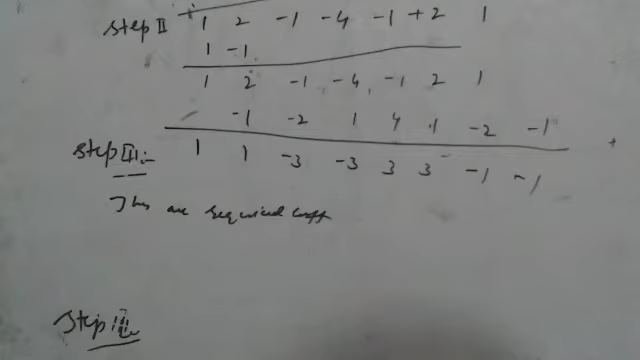 Step II 1 2 -1 -4 -1 +2 1
1 -1
1 2 -1 -4 -1 2 1
-1 -2 1 4 1 -2 -1
Step III:- 1 1 -3 -3 3 3 -1 -1
This are required coeff
Step III